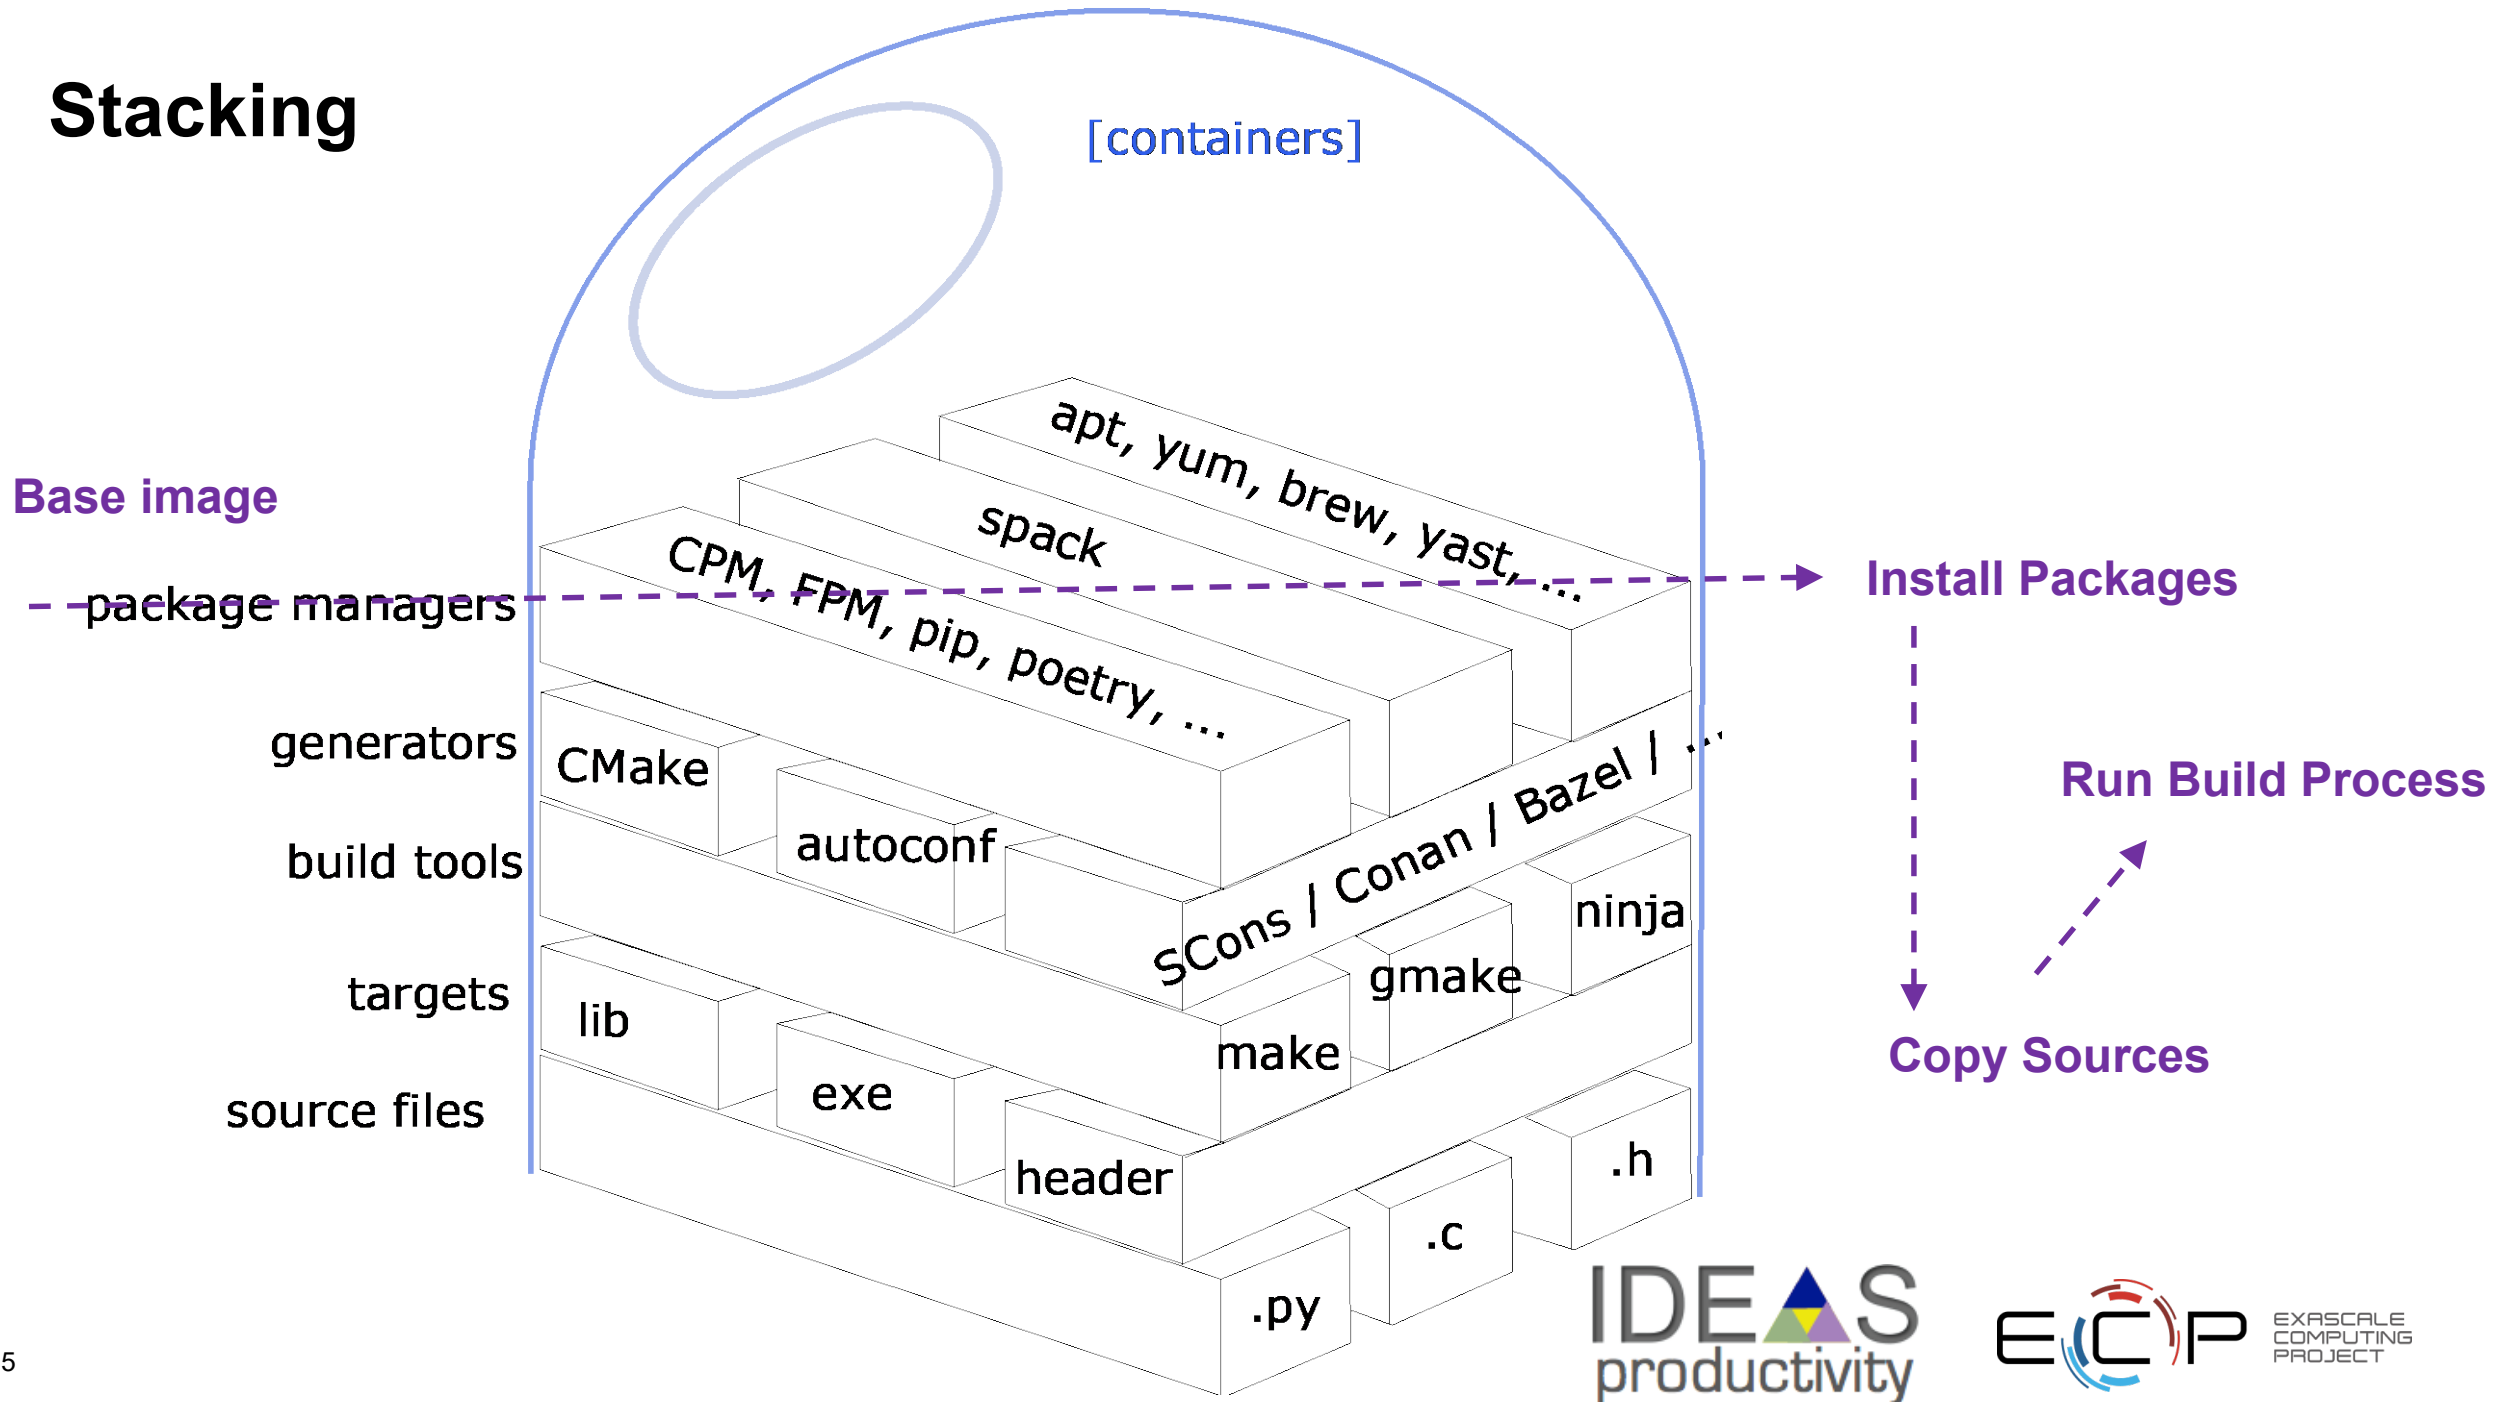 Stacking
[containers]
Base image
apt, yum, brew, yast, ...
spack
CPM, FPM, pip, poetry, ...
package managers
Install Packages
generators
CMake
autoconf
SCons / Conan / Bazel / ...
Run Build Process
build tools
make
gmake
ninja
targets
lib
exe
header
Copy Sources
source files
.py
.c
.h
IDEAS
productivity
ECP
EXASCALE
COMPUTING
PROJECT
5